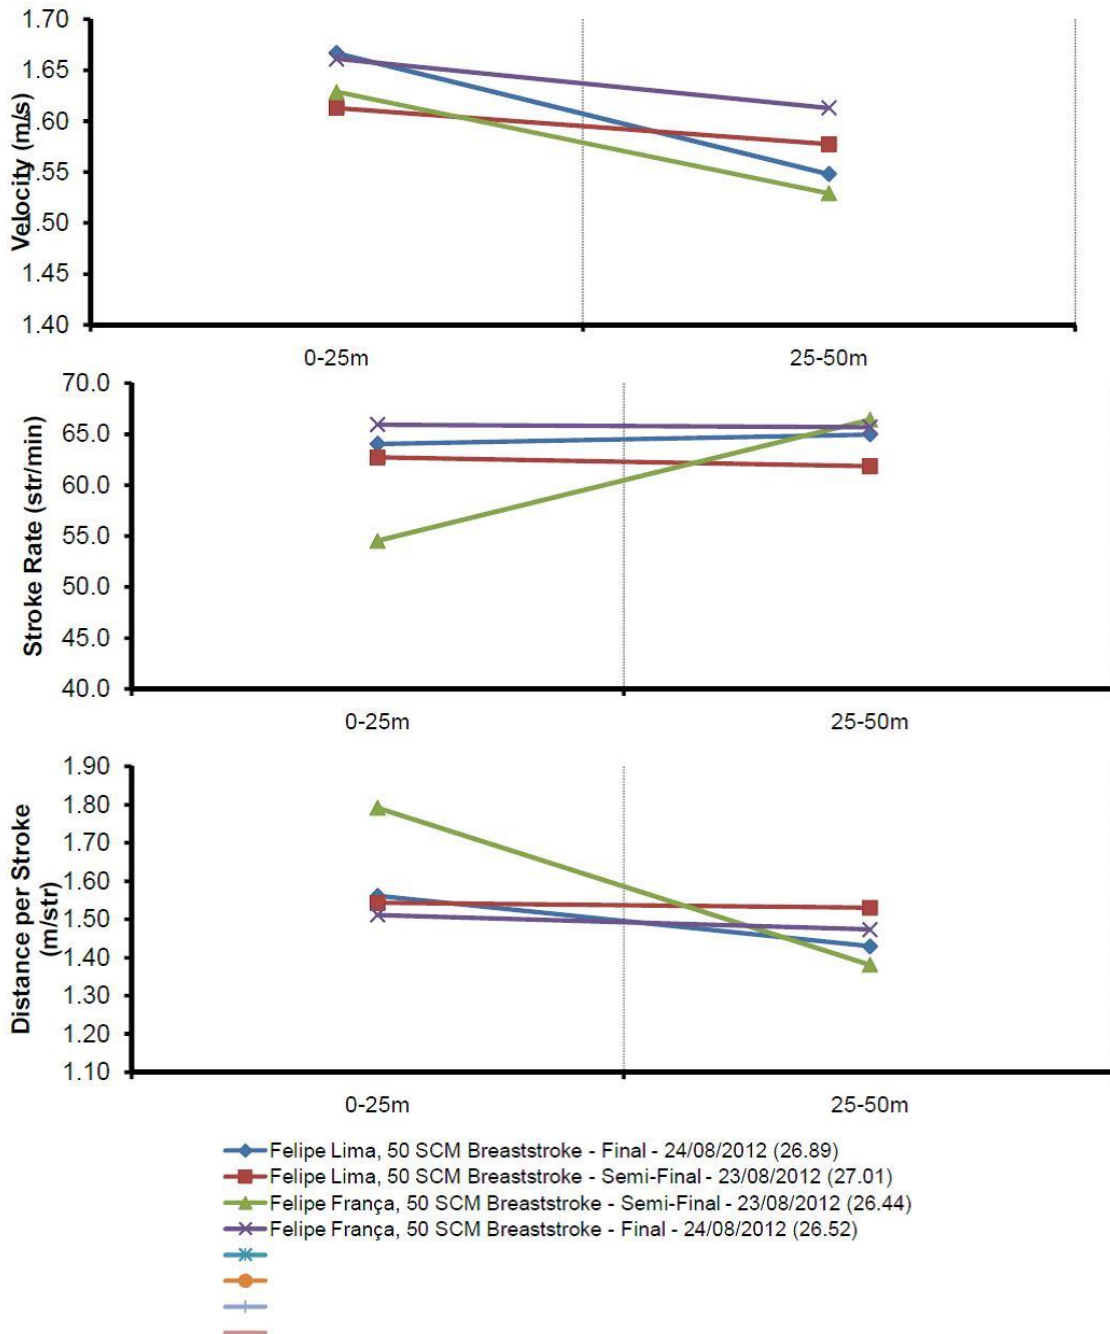 1.70
1.65
1.60
1.55
1.50
1.45
1.40
Velocity (m/s)
0-25m 25-50m
70.0
65.0
60.0
55.0
50.0
45.0
40.0
Stroke Rate (str/min)
0-25m 25-50m
1.90
1.80
1.70
1.60
1.50
1.40
1.30
1.20
1.10
Distance per Stroke
(m/str)
0-25m 25-50m
Felipe Lima, 50 SCM Breaststroke - Final - 24/08/2012 (26.89)
Felipe Lima, 50 SCM Breaststroke - Semi-Final - 23/08/2012 (27.01)
Felipe França, 50 SCM Breaststroke - Semi-Final - 23/08/2012 (26.44)
Felipe França, 50 SCM Breaststroke - Final - 24/08/2012 (26.52)